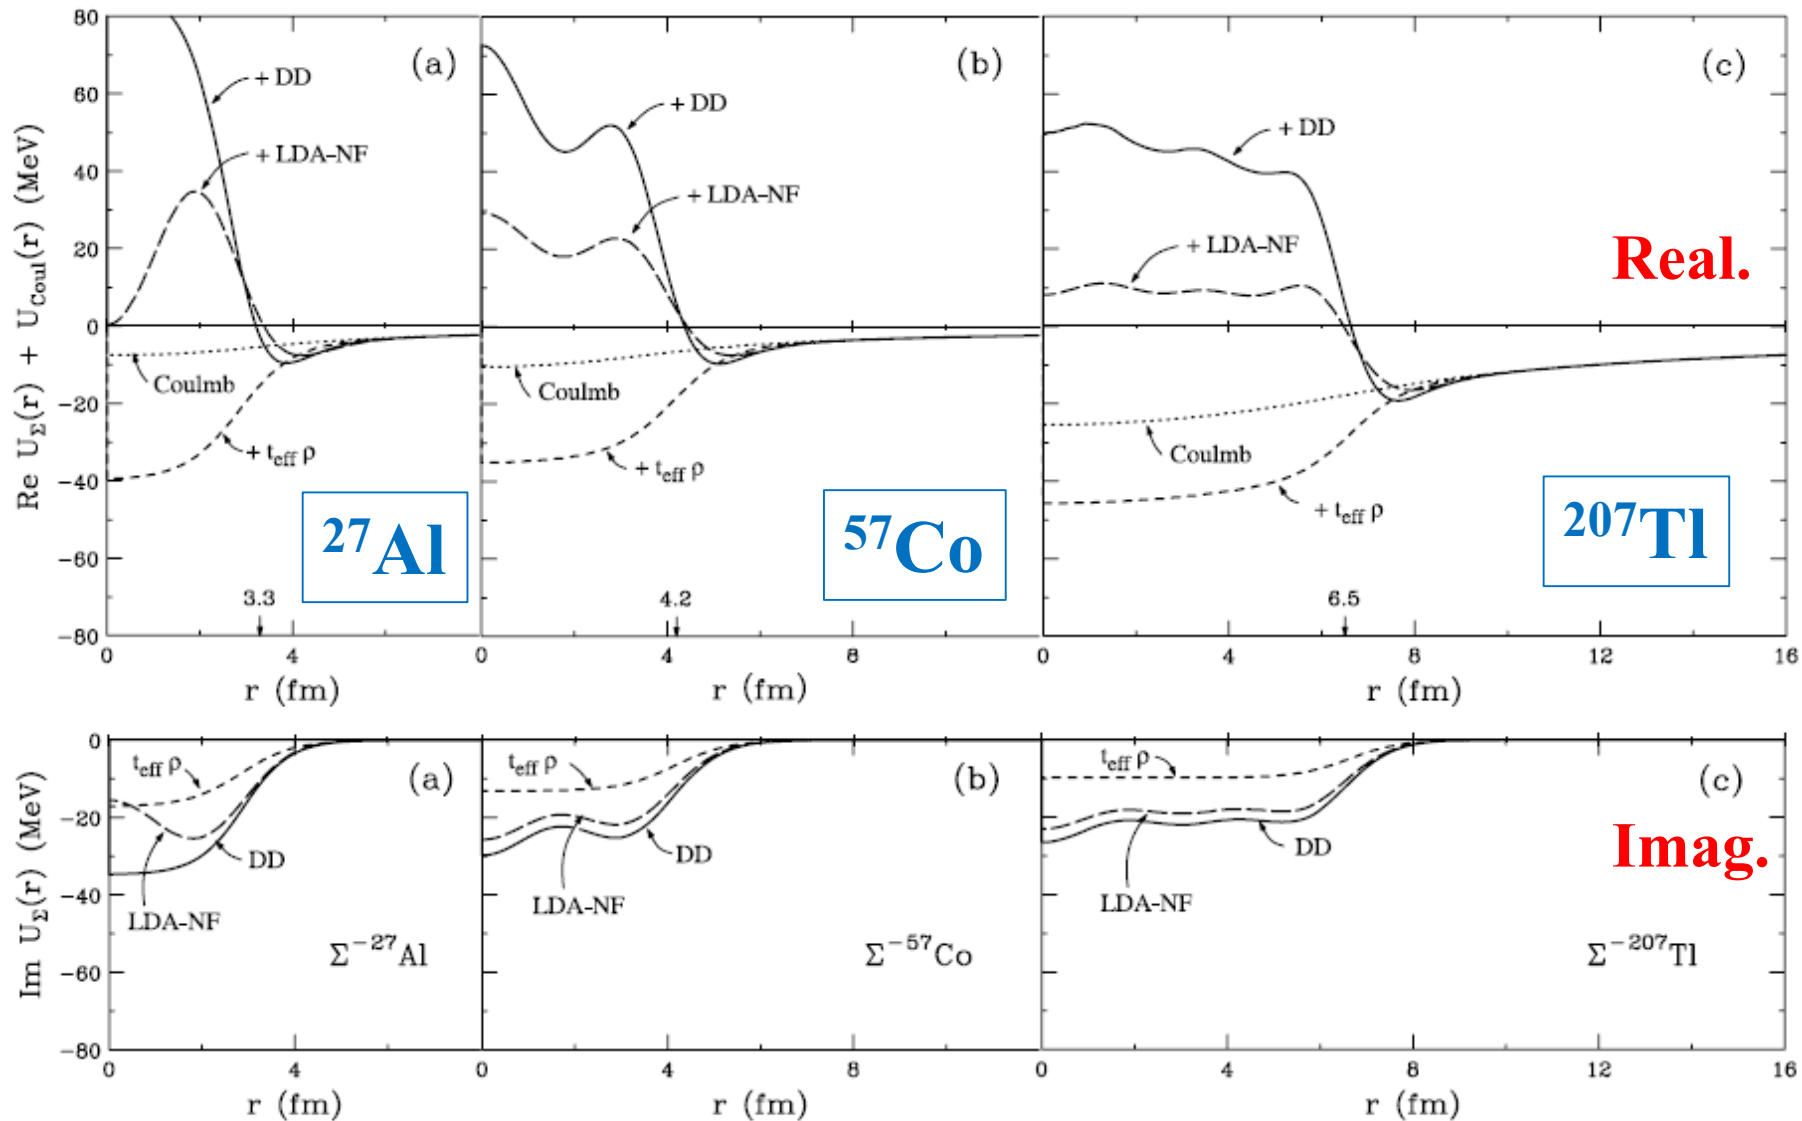 Re U_Σ(r) + U_Coul(r) (MeV)
80
60
40
20
0
−20
−40
−60
−80
(a)
+ DD
+ LDA–NF
Coulmb
+ t_eff ρ
²⁷Al
3.3
0
4
r (fm)
(b)
+ DD
+ LDA–NF
Coulmb
+ t_eff ρ
⁵⁷Co
4.2
0
4
8
r (fm)
(c)
+ DD
+ LDA–NF
Real.
Coulmb
+ t_eff ρ
²⁰⁷Tl
6.5
0
4
8
12
16
r (fm)
Im U_Σ(r) (MeV)
0
−20
−40
−60
−80
t_eff ρ
(a)
DD
LDA-NF
Σ⁻²⁷Al
0
4
r (fm)
t_eff ρ
(b)
DD
LDA-NF
Σ⁻⁵⁷Co
0
4
8
r (fm)
t_eff ρ
(c)
Imag.
DD
LDA-NF
Σ⁻²⁰⁷Tl
0
4
8
12
16
r (fm)